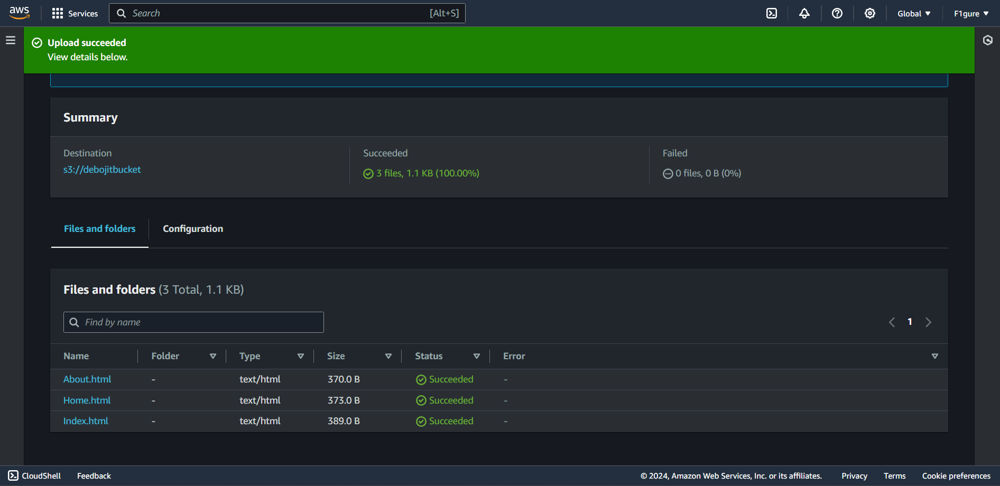 aws Services Search [Alt+S] Global F1gure
Upload succeeded
View details below.
Summary
Destination Succeeded Failed
s3://debojitbucket 3 files, 1.1 KB (100.00%) 0 files, 0 B (0%)
Files and folders Configuration
Files and folders (3 Total, 1.1 KB)
Find by name 1
Name Folder Type Size Status Error
About.html - text/html 370.0 B Succeeded -
Home.html - text/html 373.0 B Succeeded -
Index.html - text/html 389.0 B Succeeded -
CloudShell Feedback © 2024, Amazon Web Services, Inc. or its affiliates. Privacy Terms Cookie preferences